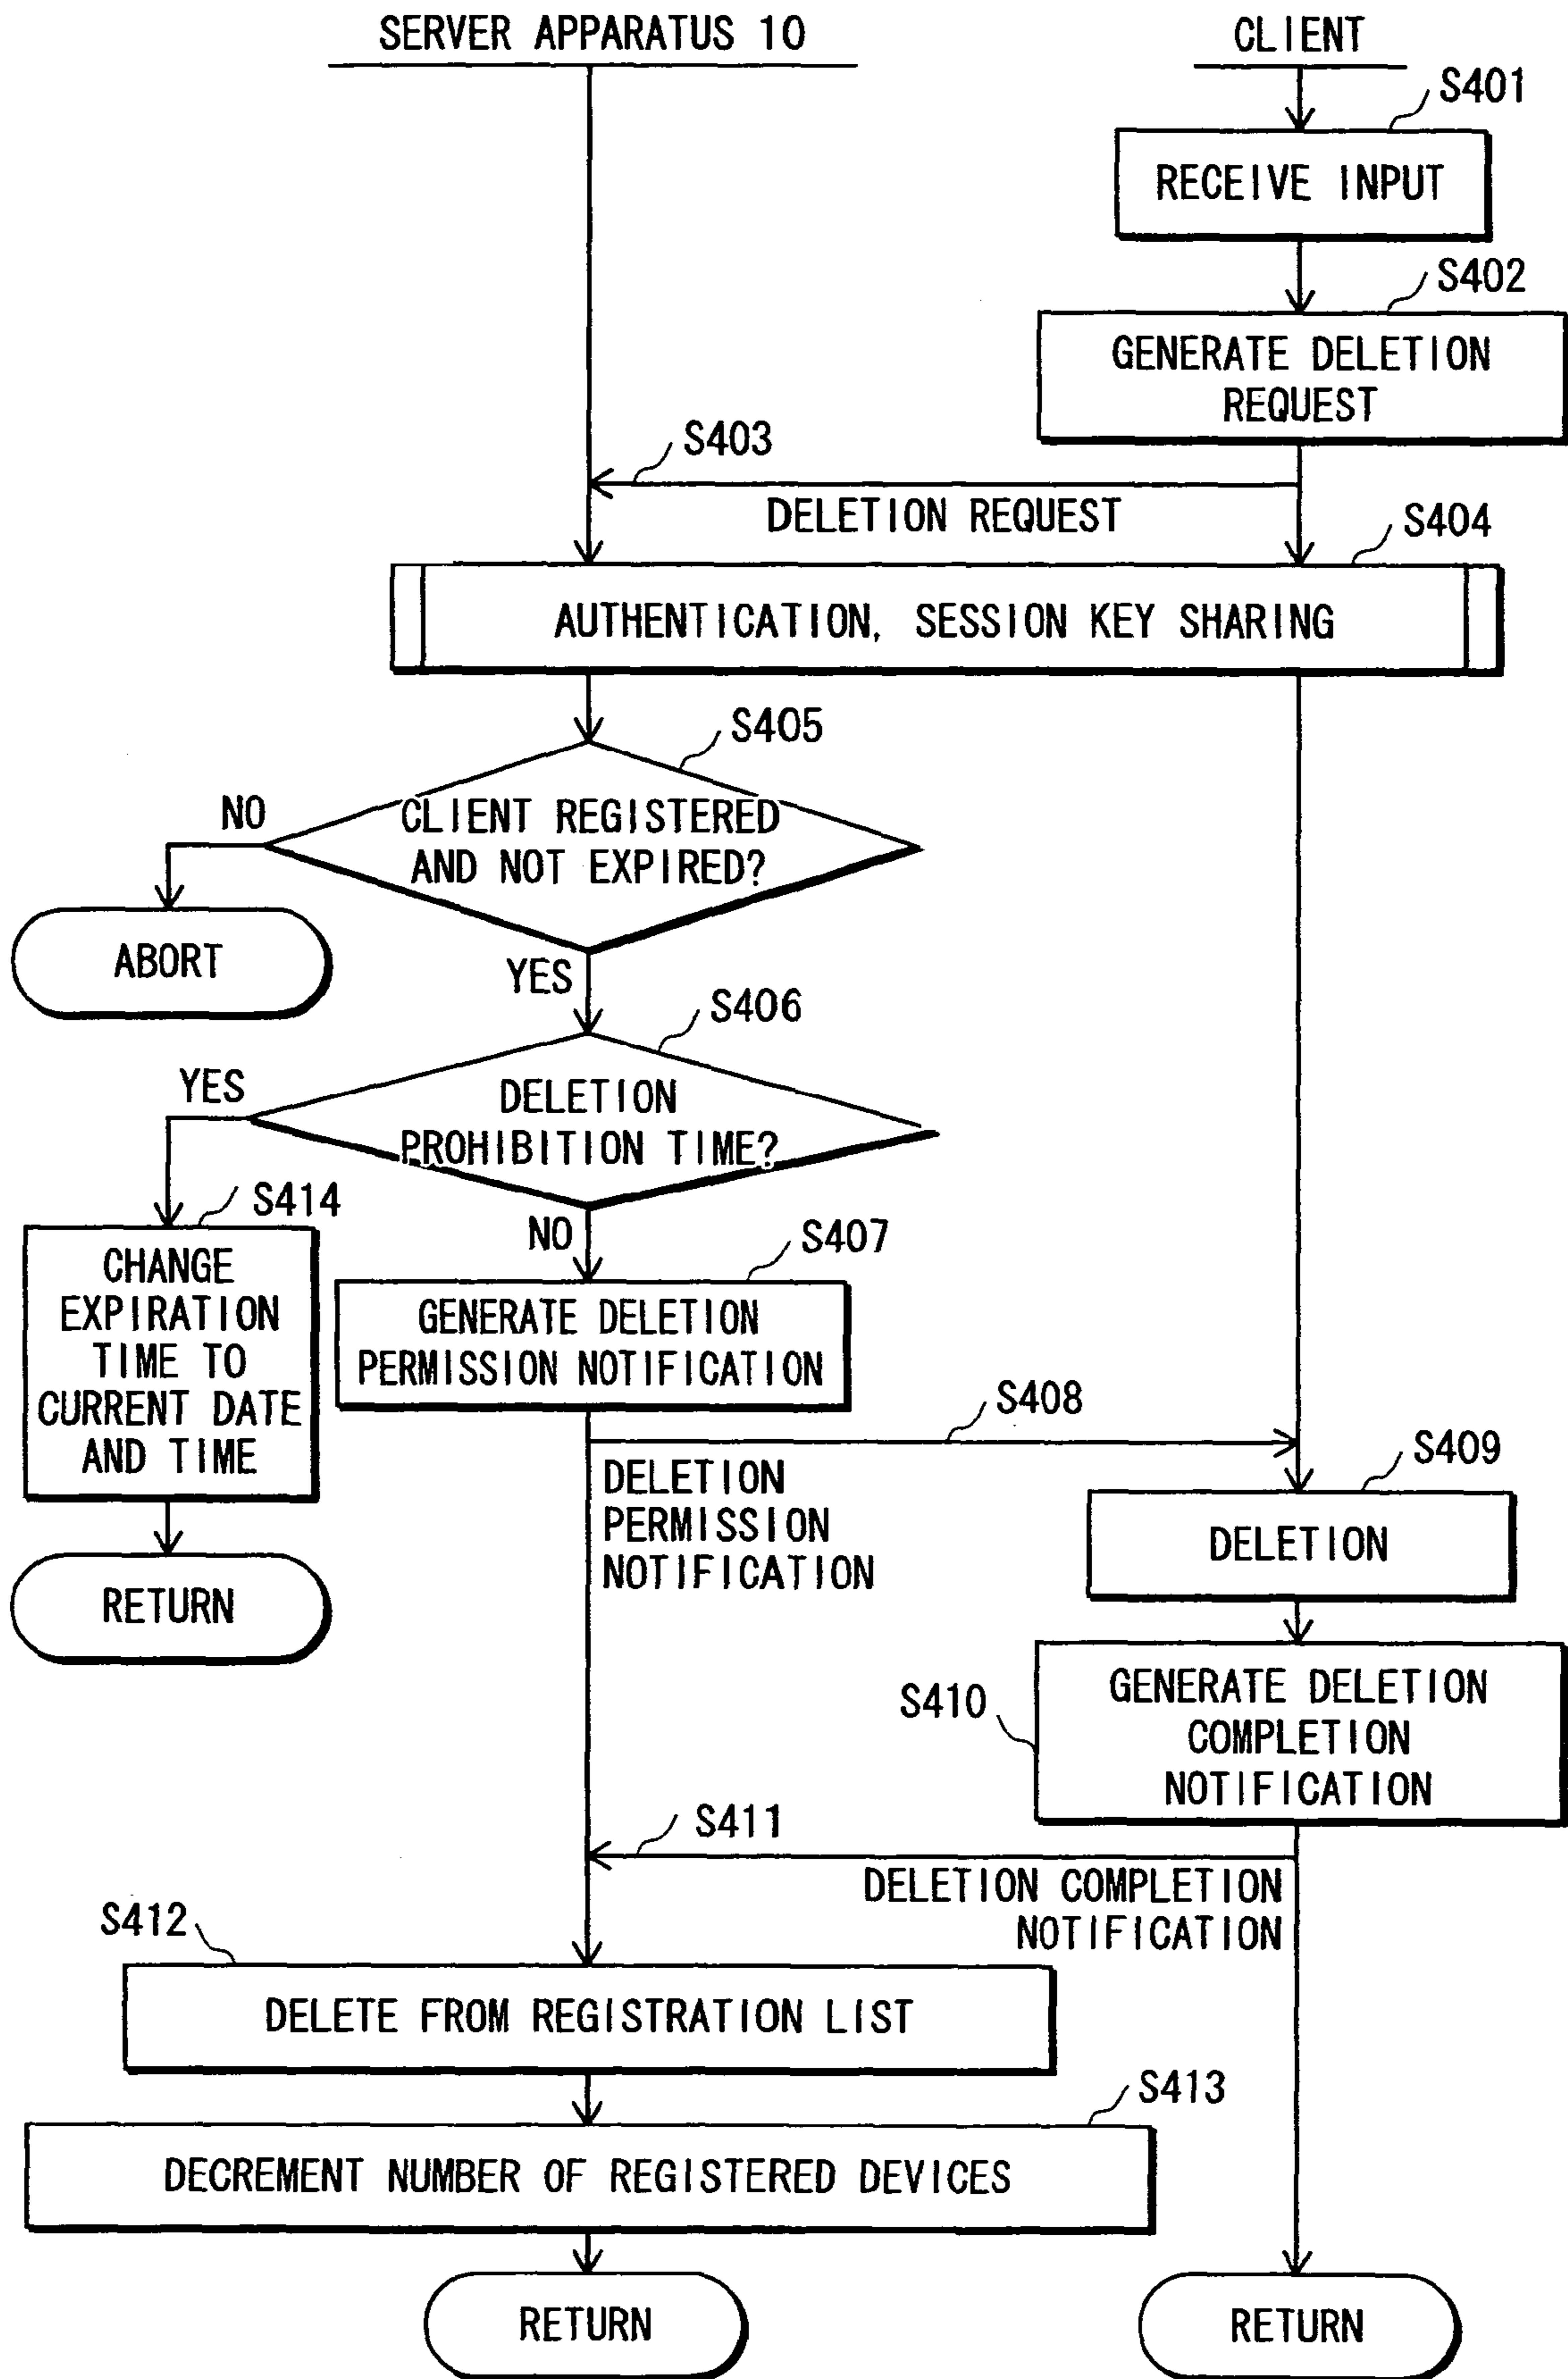 SERVER APPARATUS 10
CLIENT
S401
RECEIVE INPUT
S402
GENERATE DELETION
REQUEST
S403
DELETION REQUEST
S404
AUTHENTICATION, SESSION KEY SHARING
S405
NO
CLIENT REGISTERED
AND NOT EXPIRED?
ABORT
YES
S406
YES
DELETION
PROHIBITION TIME?
S414
NO
S407
CHANGE
EXPIRATION
TIME TO
CURRENT DATE
AND TIME
GENERATE DELETION
PERMISSION NOTIFICATION
S408
DELETION
PERMISSION
NOTIFICATION
S409
DELETION
RETURN
S410
GENERATE DELETION
COMPLETION
NOTIFICATION
S411
DELETION COMPLETION
NOTIFICATION
S412
DELETE FROM REGISTRATION LIST
S413
DECREMENT NUMBER OF REGISTERED DEVICES
RETURN
RETURN